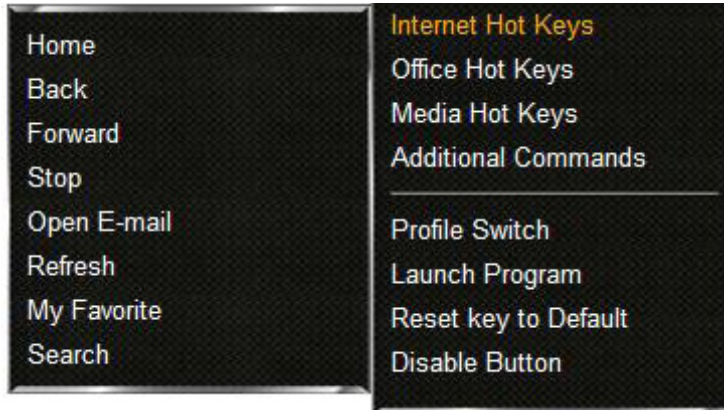 Home
Back
Forward
Stop
Open E-mail
Refresh
My Favorite
Search
Internet Hot Keys
Office Hot Keys
Media Hot Keys
Additional Commands
Profile Switch
Launch Program
Reset key to Default
Disable Button